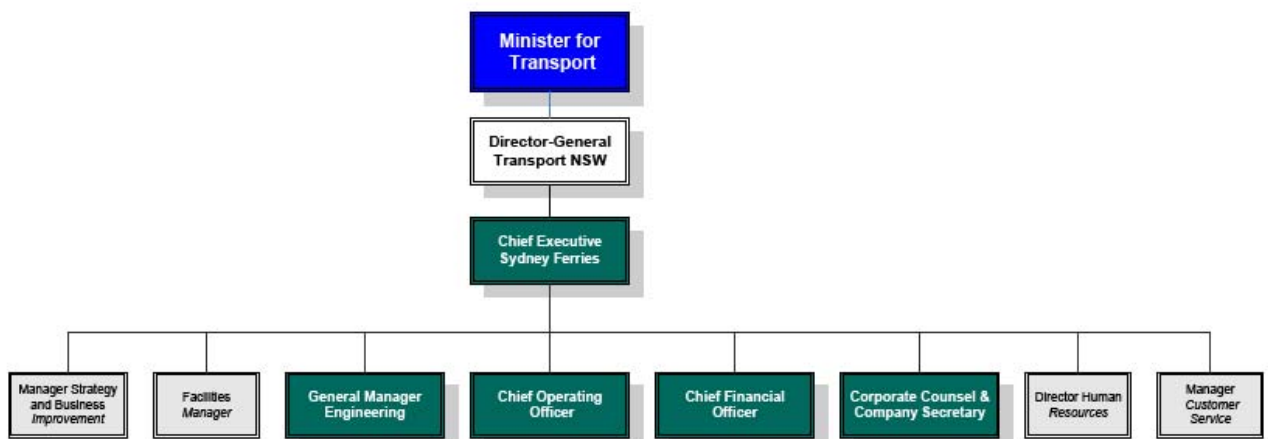 Minister for
Transport
Director-General
Transport NSW
Chief Executive
Sydney Ferries
Manager Strategy
and Business
Improvement
Facilities
Manager
General Manager
Engineering
Chief Operating
Officer
Chief Financial
Officer
Corporate Counsel &
Company Secretary
Director Human
Resources
Manager
Customer
Service